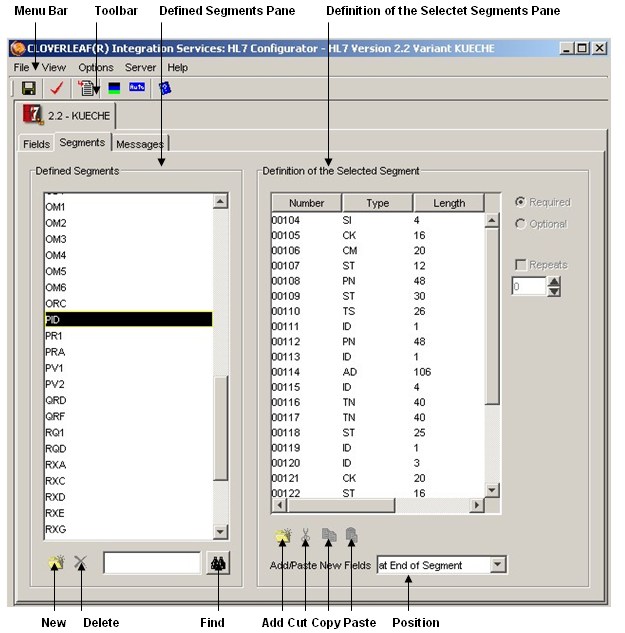 Menu Bar Toolbar Defined Segments Pane Definition of the Selectet Segments Pane
CLOVERLEAF(R) Integration Services: HL7 Configurator - HL7 Version 2.2 Variant KUECHE
File View Options Server Help
2.2 - KUECHE
Fields Segments Messages
Defined Segments
OM1
OM2
OM3
OM4
OM5
OM6
ORC
PID
PR1
PRA
PV1
PV2
QRD
QRF
RQ1
RQD
RXA
RXC
RXD
RXE
RXG
Definition of the Selected Segment
Number Type Length
00104 SI 4
00105 CK 16
00106 CM 20
00107 ST 12
00108 PN 48
00109 ST 30
00110 TS 26
00111 ID 1
00112 PN 48
00113 ID 1
00114 AD 106
00115 ID 4
00116 TN 40
00117 TN 40
00118 ST 25
00119 ID 1
00120 ID 3
00121 CK 20
00122 ST 16
Required
Optional
Repeats
0
Add/Paste New Fields at End of Segment
New Delete Find Add Cut Copy Paste Position